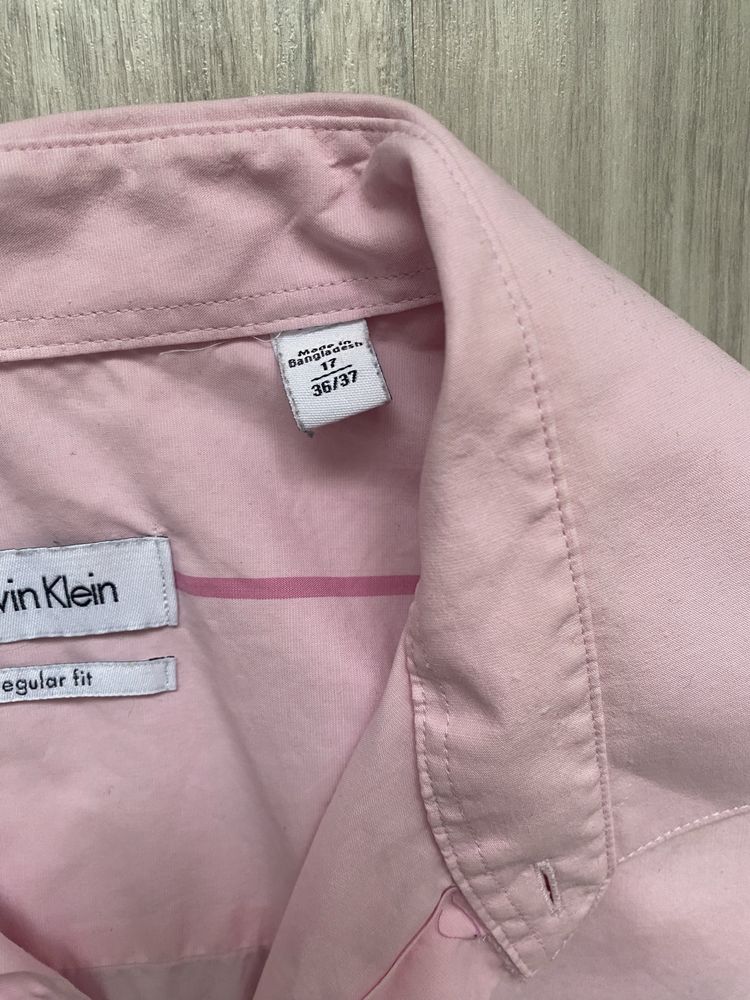 Made in
Bangladesh
17
36/37
vin Klein
egular fit